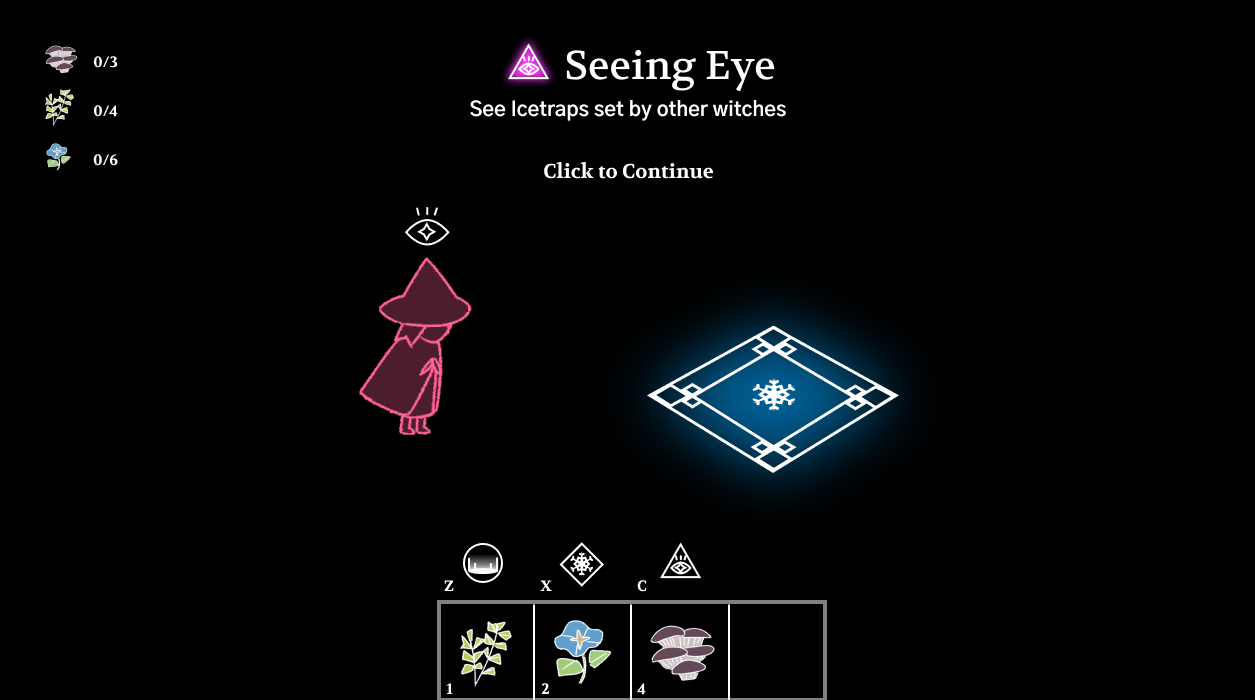 0/3
0/4
0/6
Seeing Eye
See Icetraps set by other witches
Click to Continue
Z X C
1 2 4